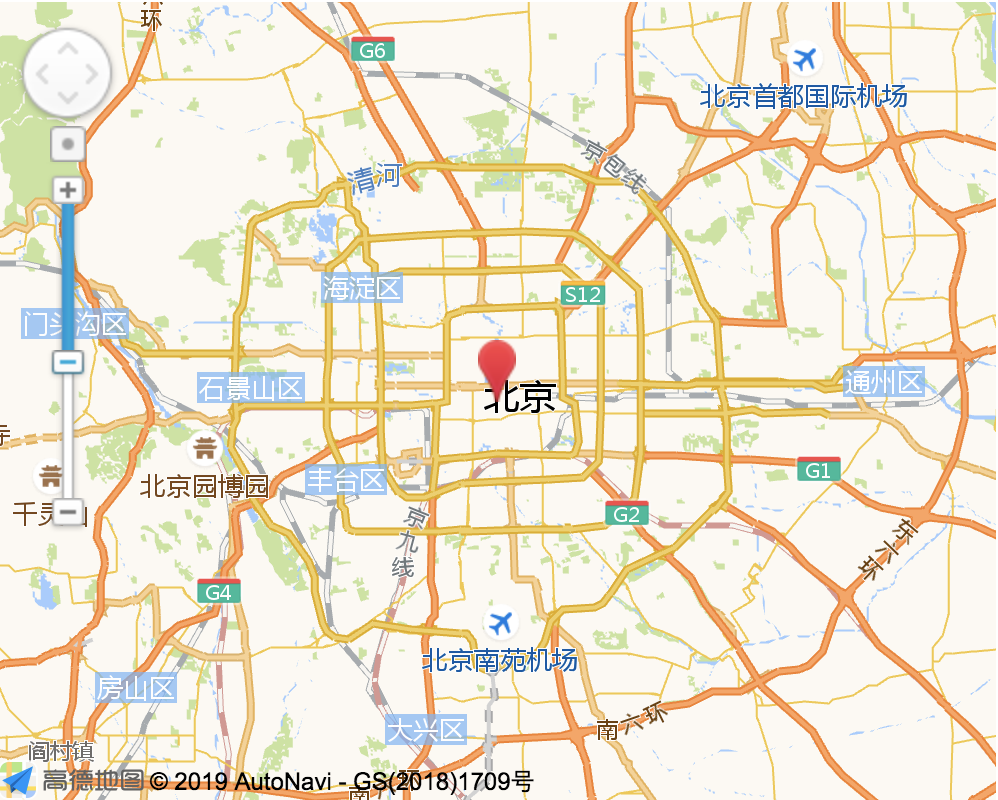 环
G6
北京首都国际机场
京包线
清河
海淀区
S12
门头沟区
石景山区
北京
通州区
寺
北京园博园
丰台区
G1
千灵山
G2
京九线
东六环
G4
北京南苑机场
房山区
大兴区
南六环
阎村镇
高德地图 © 2019 AutoNavi - GS(2018)1709号